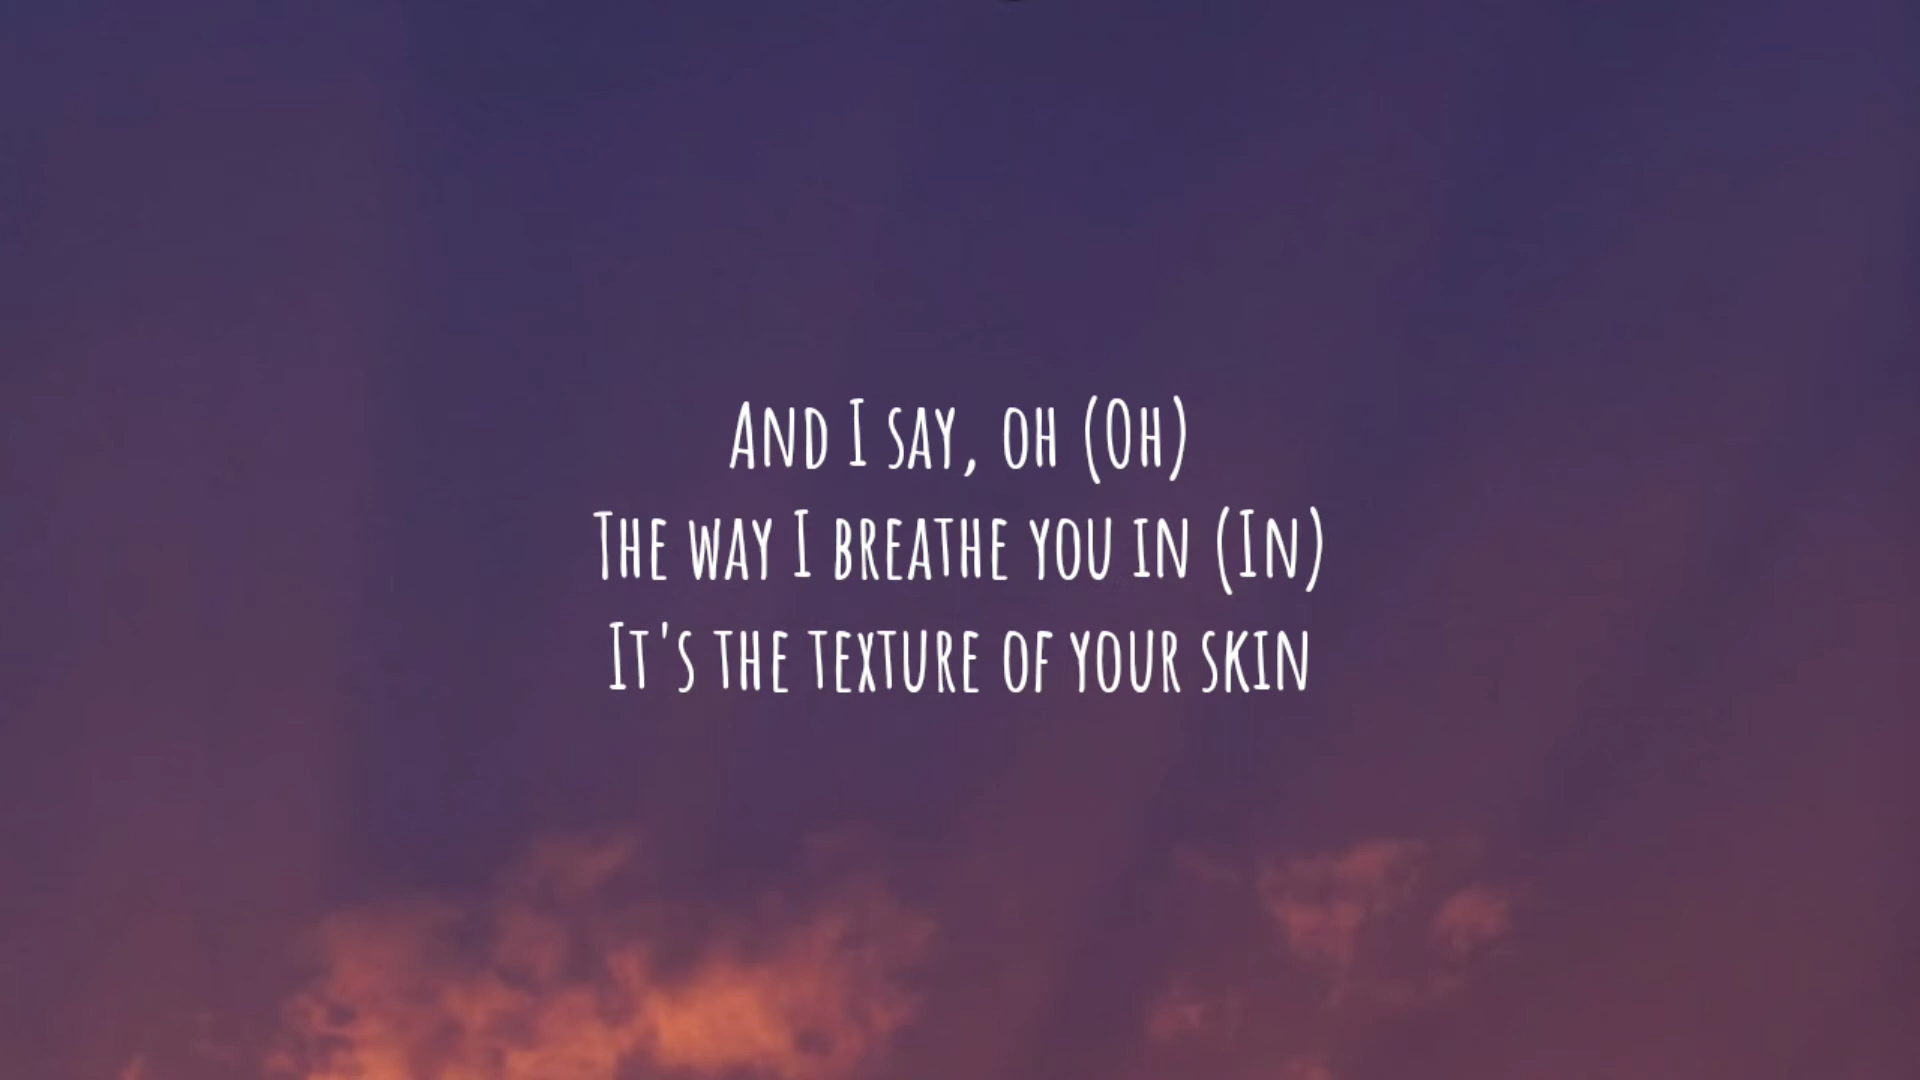 And I say, oh (Oh)
The way I breathe you in (In)
It's the texture of your skin